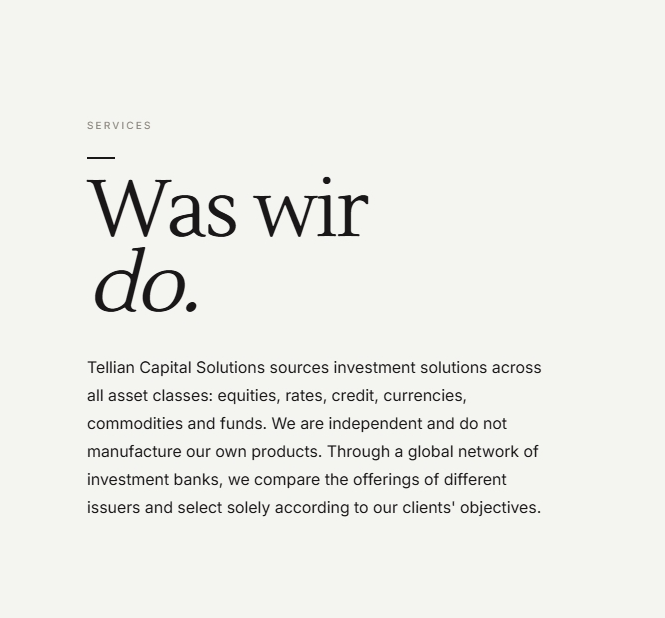 SERVICES
Was wir
do.
Tellian Capital Solutions sources investment solutions across
all asset classes: equities, rates, credit, currencies,
commodities and funds. We are independent and do not
manufacture our own products. Through a global network of
investment banks, we compare the offerings of different
issuers and select solely according to our clients' objectives.